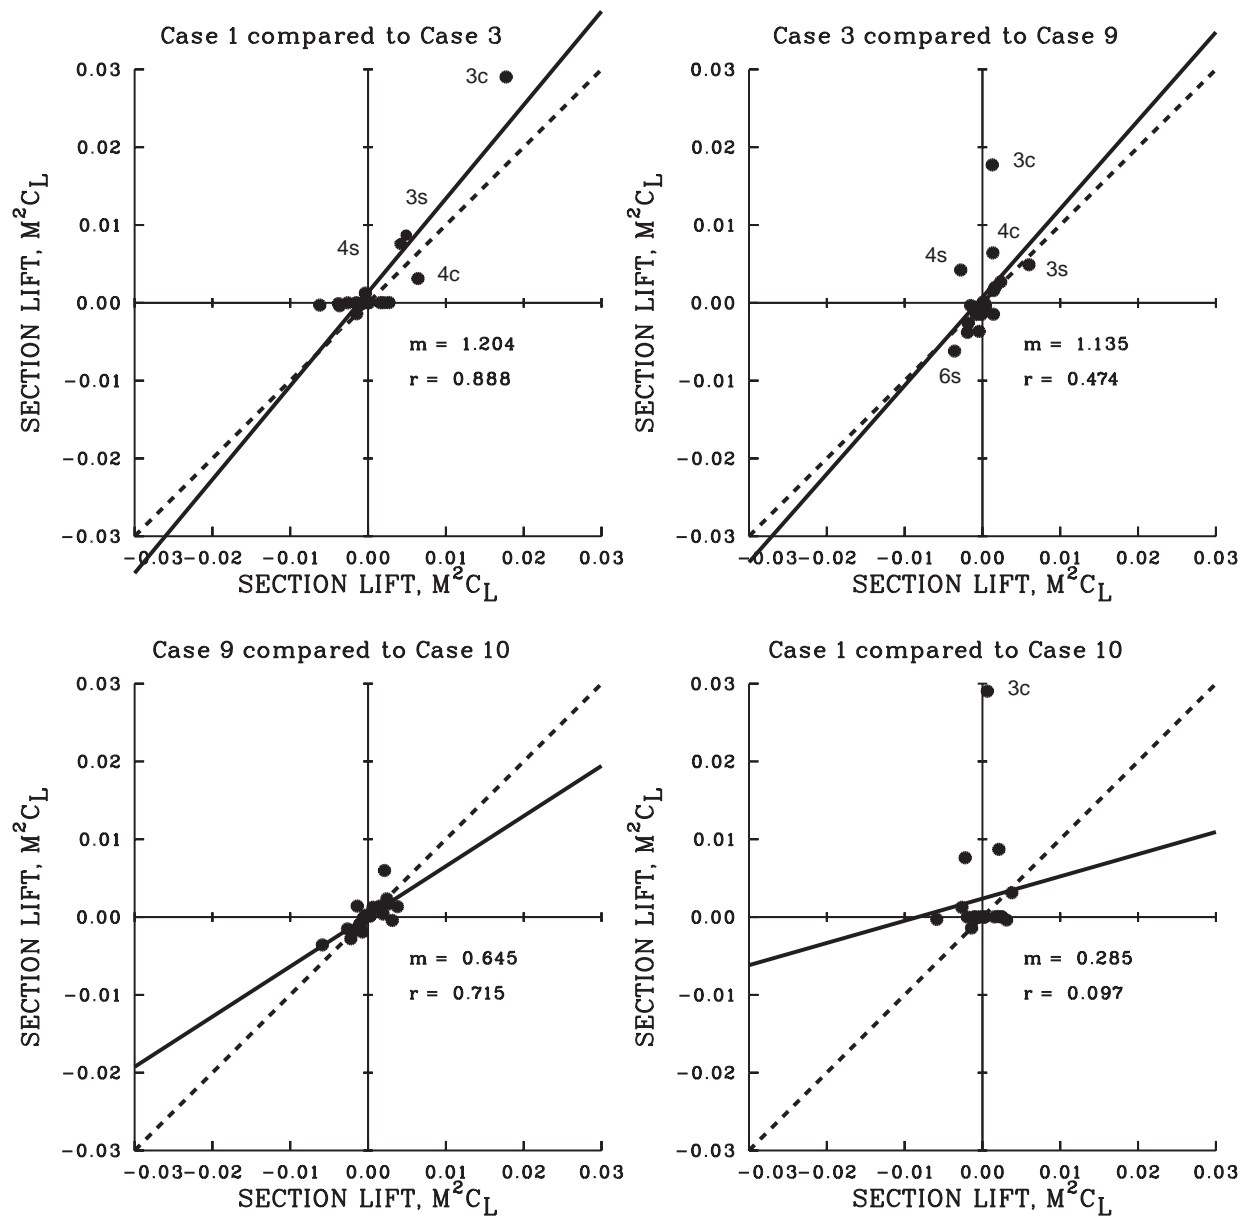 Case 1 compared to Case 3
0.03
0.02
0.01
0.00
−0.01
−0.02
−0.03
SECTION LIFT, M²C_L
3c
3s
4s
4c
m = 1.204
r = 0.888
−0.03 −0.02 −0.01 0.00 0.01 0.02 0.03
SECTION LIFT, M²C_L
Case 3 compared to Case 9
0.03
0.02
0.01
0.00
−0.01
−0.02
−0.03
SECTION LIFT, M²C_L
3c
4c
4s
3s
6s
m = 1.135
r = 0.474
−0.03 −0.02 −0.01 0.00 0.01 0.02 0.03
SECTION LIFT, M²C_L
Case 9 compared to Case 10
0.03
0.02
0.01
0.00
−0.01
−0.02
−0.03
SECTION LIFT, M²C_L
m = 0.645
r = 0.715
−0.03 −0.02 −0.01 0.00 0.01 0.02 0.03
SECTION LIFT, M²C_L
Case 1 compared to Case 10
0.03
0.02
0.01
0.00
−0.01
−0.02
−0.03
SECTION LIFT, M²C_L
3c
m = 0.285
r = 0.097
−0.03 −0.02 −0.01 0.00 0.01 0.02 0.03
SECTION LIFT, M²C_L